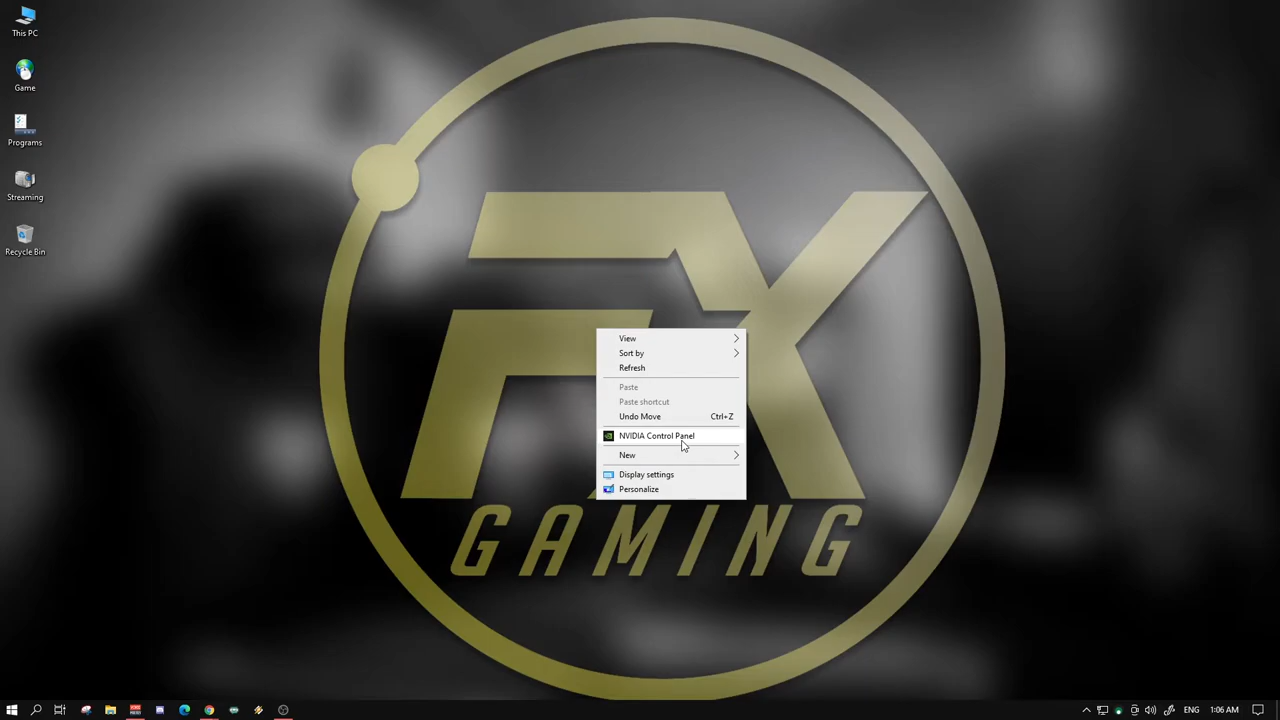 This PC
Game
Programs
Streaming
Recycle Bin
FX
GAMING
View
Sort by
Refresh
Paste
Paste shortcut
Undo Move Ctrl+Z
NVIDIA Control Panel
New
Display settings
Personalize
ENG 1:06 AM